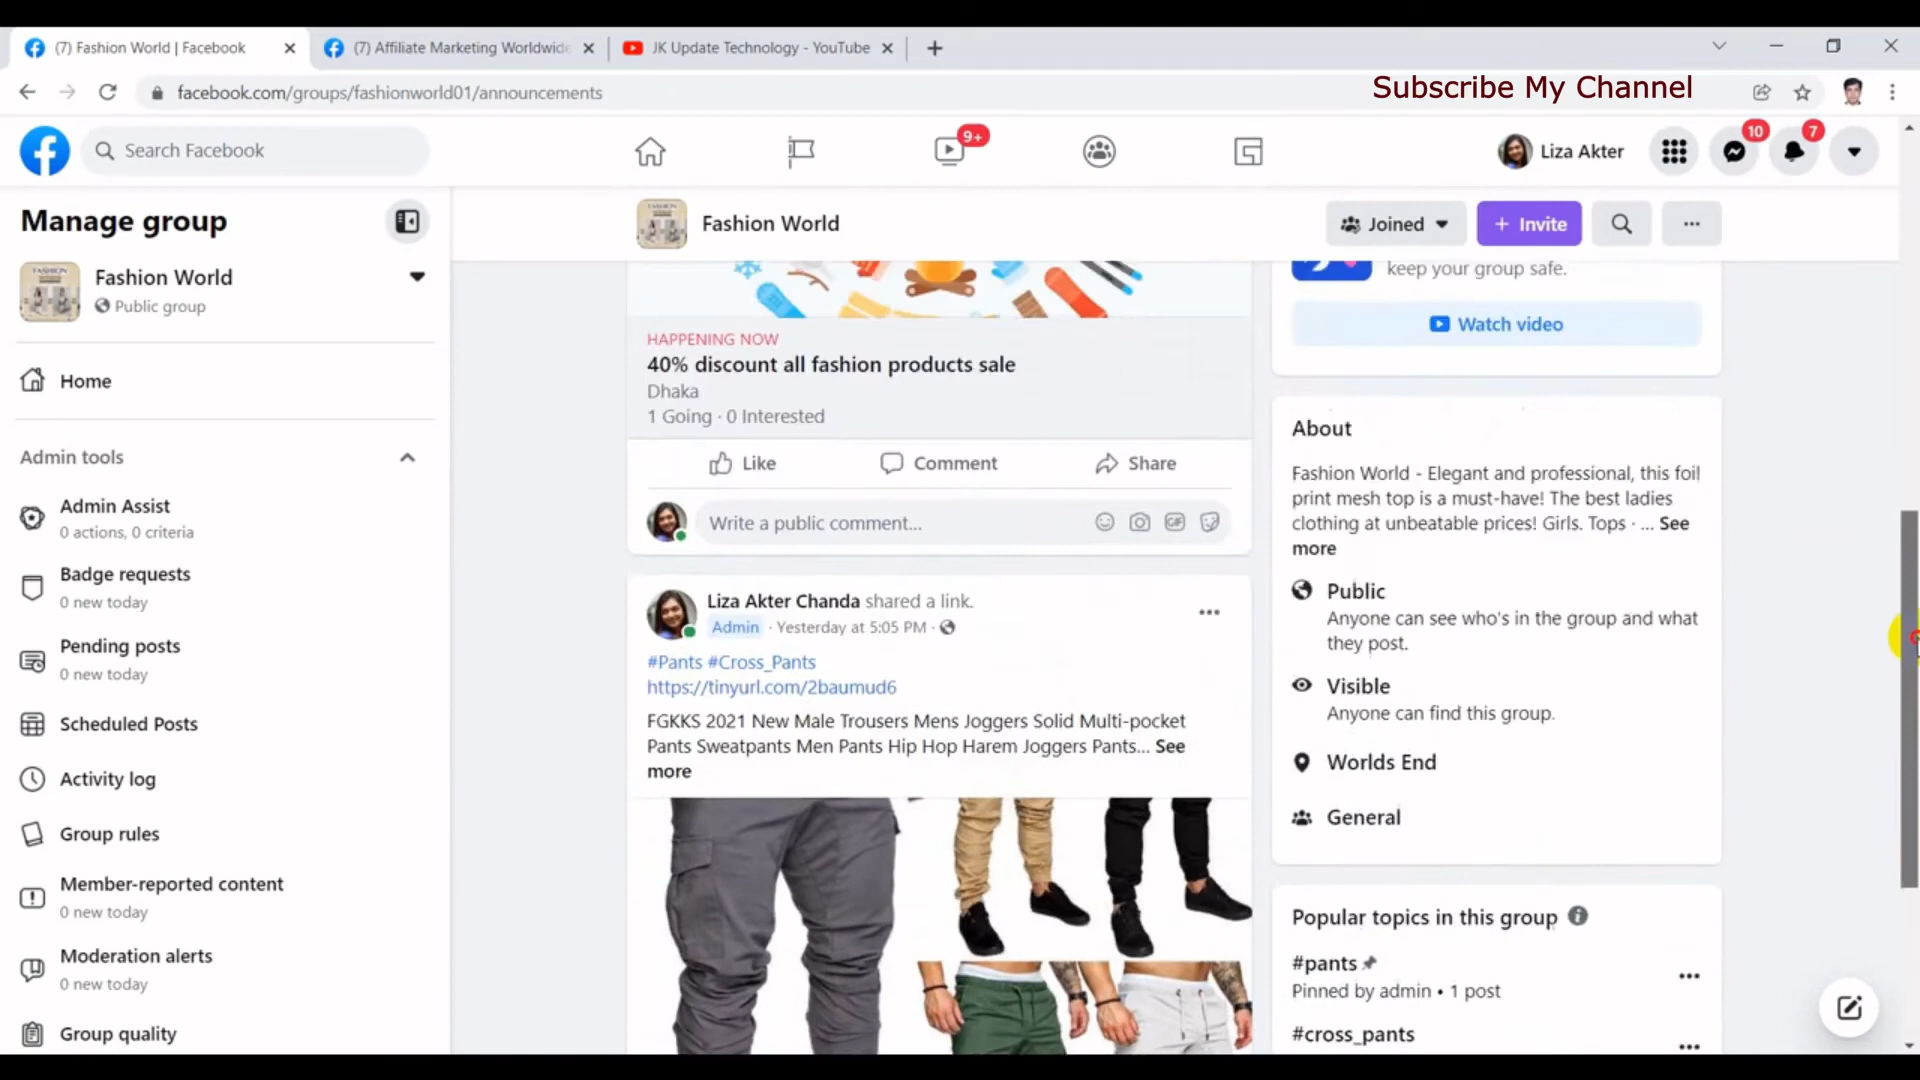 (7) Fashion World | Facebook
(7) Affiliate Marketing Worldwide
JK Update Technology - YouTube
facebook.com/groups/fashionworld01/announcements
Subscribe My Channel
Search Facebook
9+
Liza Akter
10
7
Manage group
Fashion World
Public group
Home
Admin tools
Admin Assist
0 actions, 0 criteria
Badge requests
0 new today
Pending posts
0 new today
Scheduled Posts
Activity log
Group rules
Member-reported content
0 new today
Moderation alerts
0 new today
Group quality
Fashion World
Joined
+ Invite
HAPPENING NOW
40% discount all fashion products sale
Dhaka
1 Going · 0 Interested
Like
Comment
Share
Write a public comment...
GIF
Liza Akter Chanda shared a link.
Admin · Yesterday at 5:05 PM ·
#Pants #Cross_Pants
https://tinyurl.com/2baumud6
FGKKS 2021 New Male Trousers Mens Joggers Solid Multi-pocket
Pants Sweatpants Men Pants Hip Hop Harem Joggers Pants... See
more
keep your group safe.
Watch video
About
Fashion World - Elegant and professional, this foil
print mesh top is a must-have! The best ladies
clothing at unbeatable prices! Girls. Tops · ... See
more
Public
Anyone can see who's in the group and what
they post.
Visible
Anyone can find this group.
Worlds End
General
Popular topics in this group
#pants
Pinned by admin • 1 post
#cross_pants